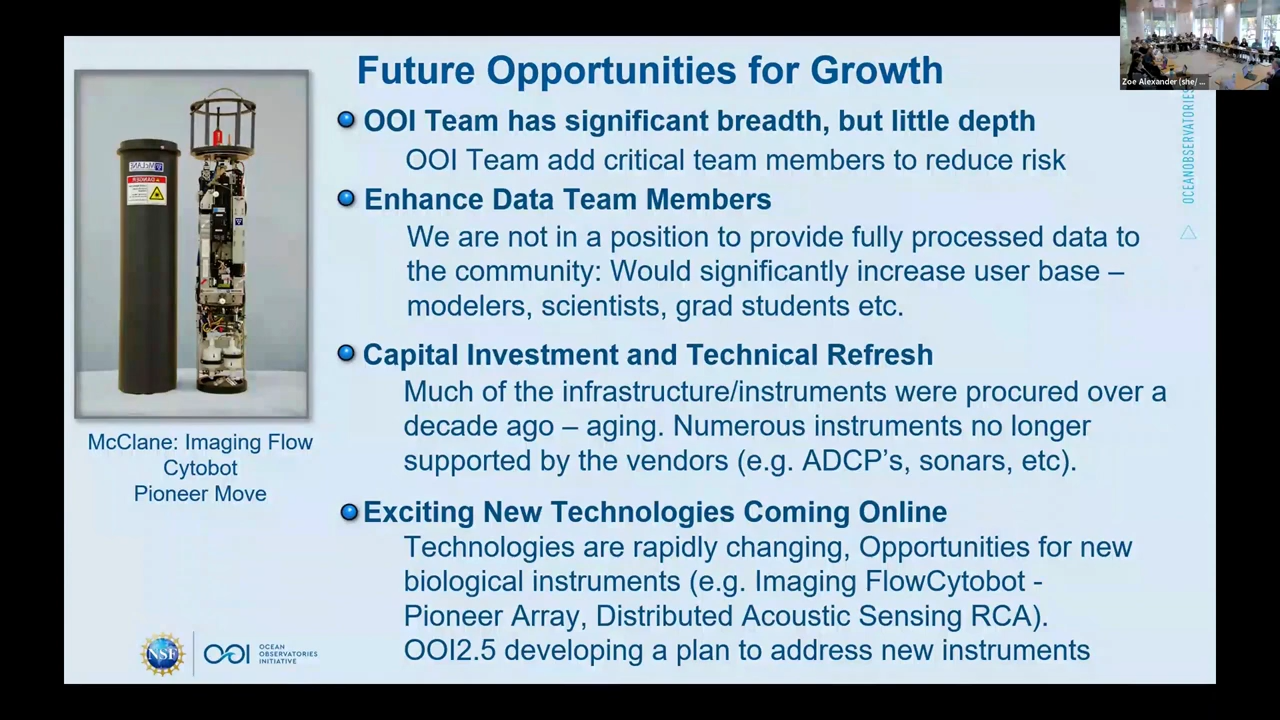 Future Opportunities for Growth
OOI Team has significant breadth, but little depth
OOI Team add critical team members to reduce risk
Enhance Data Team Members
We are not in a position to provide fully processed data to
the community: Would significantly increase user base –
modelers, scientists, grad students etc.
Capital Investment and Technical Refresh
Much of the infrastructure/instruments were procured over a
decade ago – aging. Numerous instruments no longer
supported by the vendors (e.g. ADCP’s, sonars, etc).
Exciting New Technologies Coming Online
Technologies are rapidly changing, Opportunities for new
biological instruments (e.g. Imaging FlowCytobot -
Pioneer Array, Distributed Acoustic Sensing RCA).
OOI2.5 developing a plan to address new instruments
McLANE
DANGER
McClane: Imaging Flow
Cytobot
Pioneer Move
NSF
OOI
OCEAN
OBSERVATORIES
INITIATIVE
Zoe Alexander (she/ ...
OCEANOBSERVATORIES